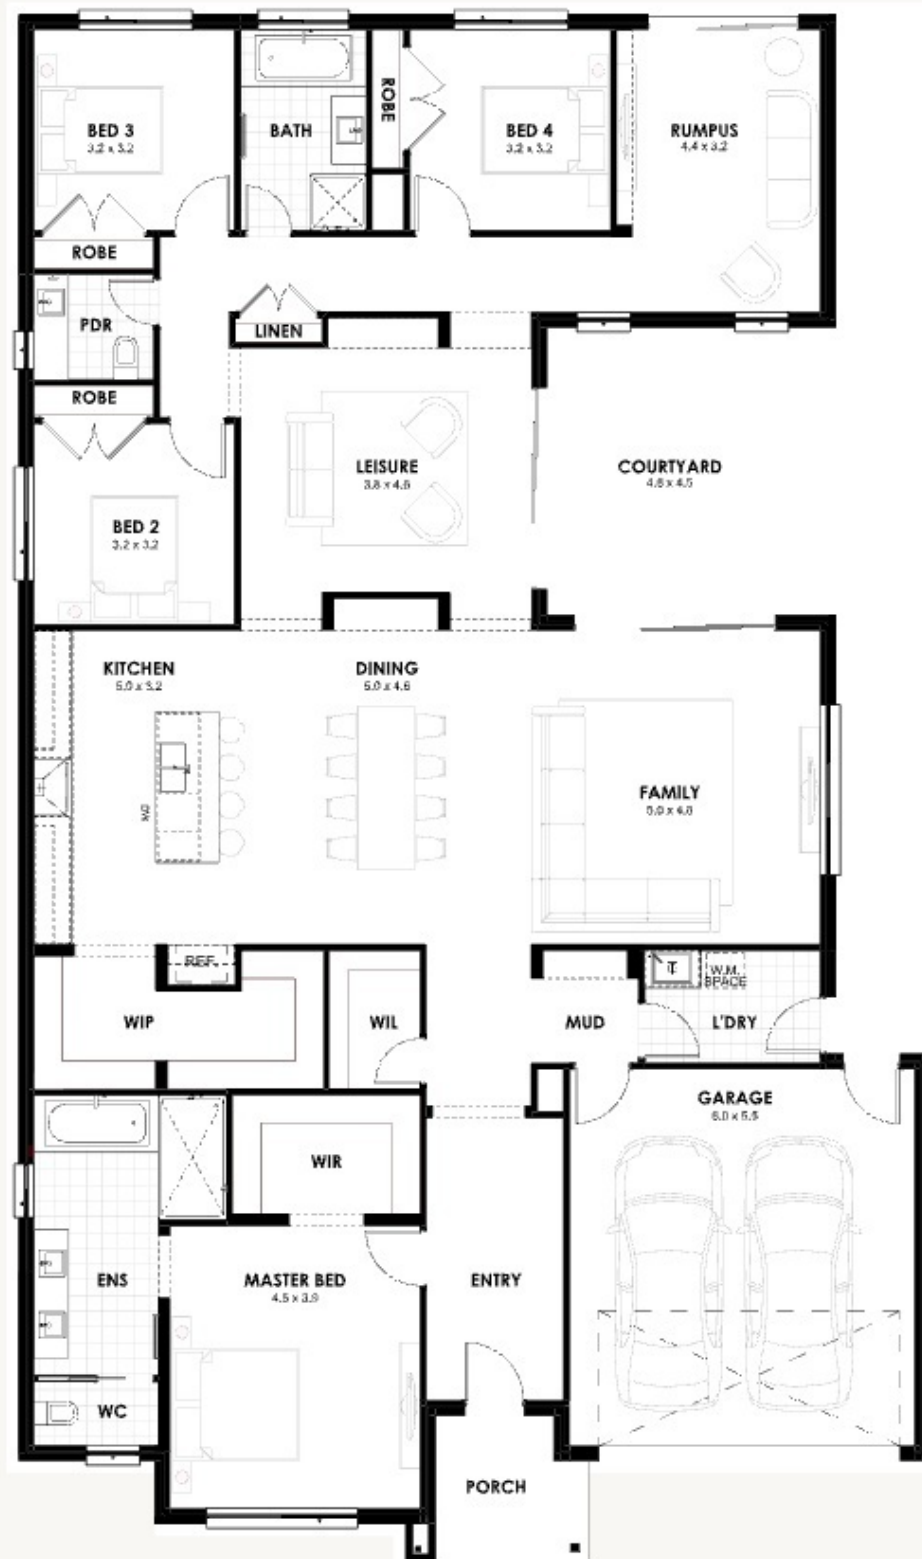 BED 3
3.2 x 3.2
BATH
ROBE
BED 4
3.2 x 3.2
RUMPUS
4.4 x 3.2
ROBE
PDR
LINEN
ROBE
LEISURE
3.8 x 4.6
COURTYARD
4.6 x 4.5
BED 2
3.2 x 3.2
KITCHEN
5.0 x 3.2
DINING
5.0 x 4.6
FAMILY
5.0 x 4.8
REF.
T
W.M.
SPACE
WIP
WIL
MUD
L'DRY
GARAGE
6.0 x 5.5
WIR
ENS
MASTER BED
4.5 x 3.9
ENTRY
WC
PORCH